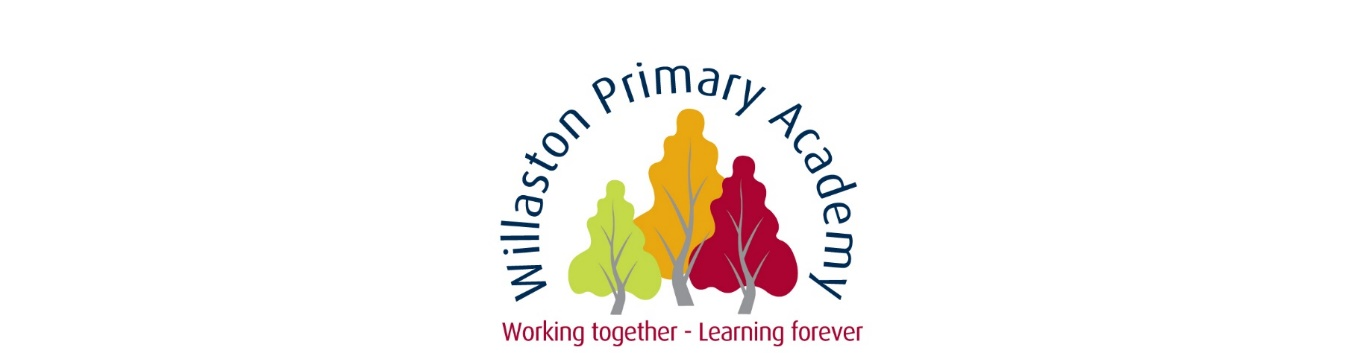 Willaston Primary Academy
Working together - Learning forever